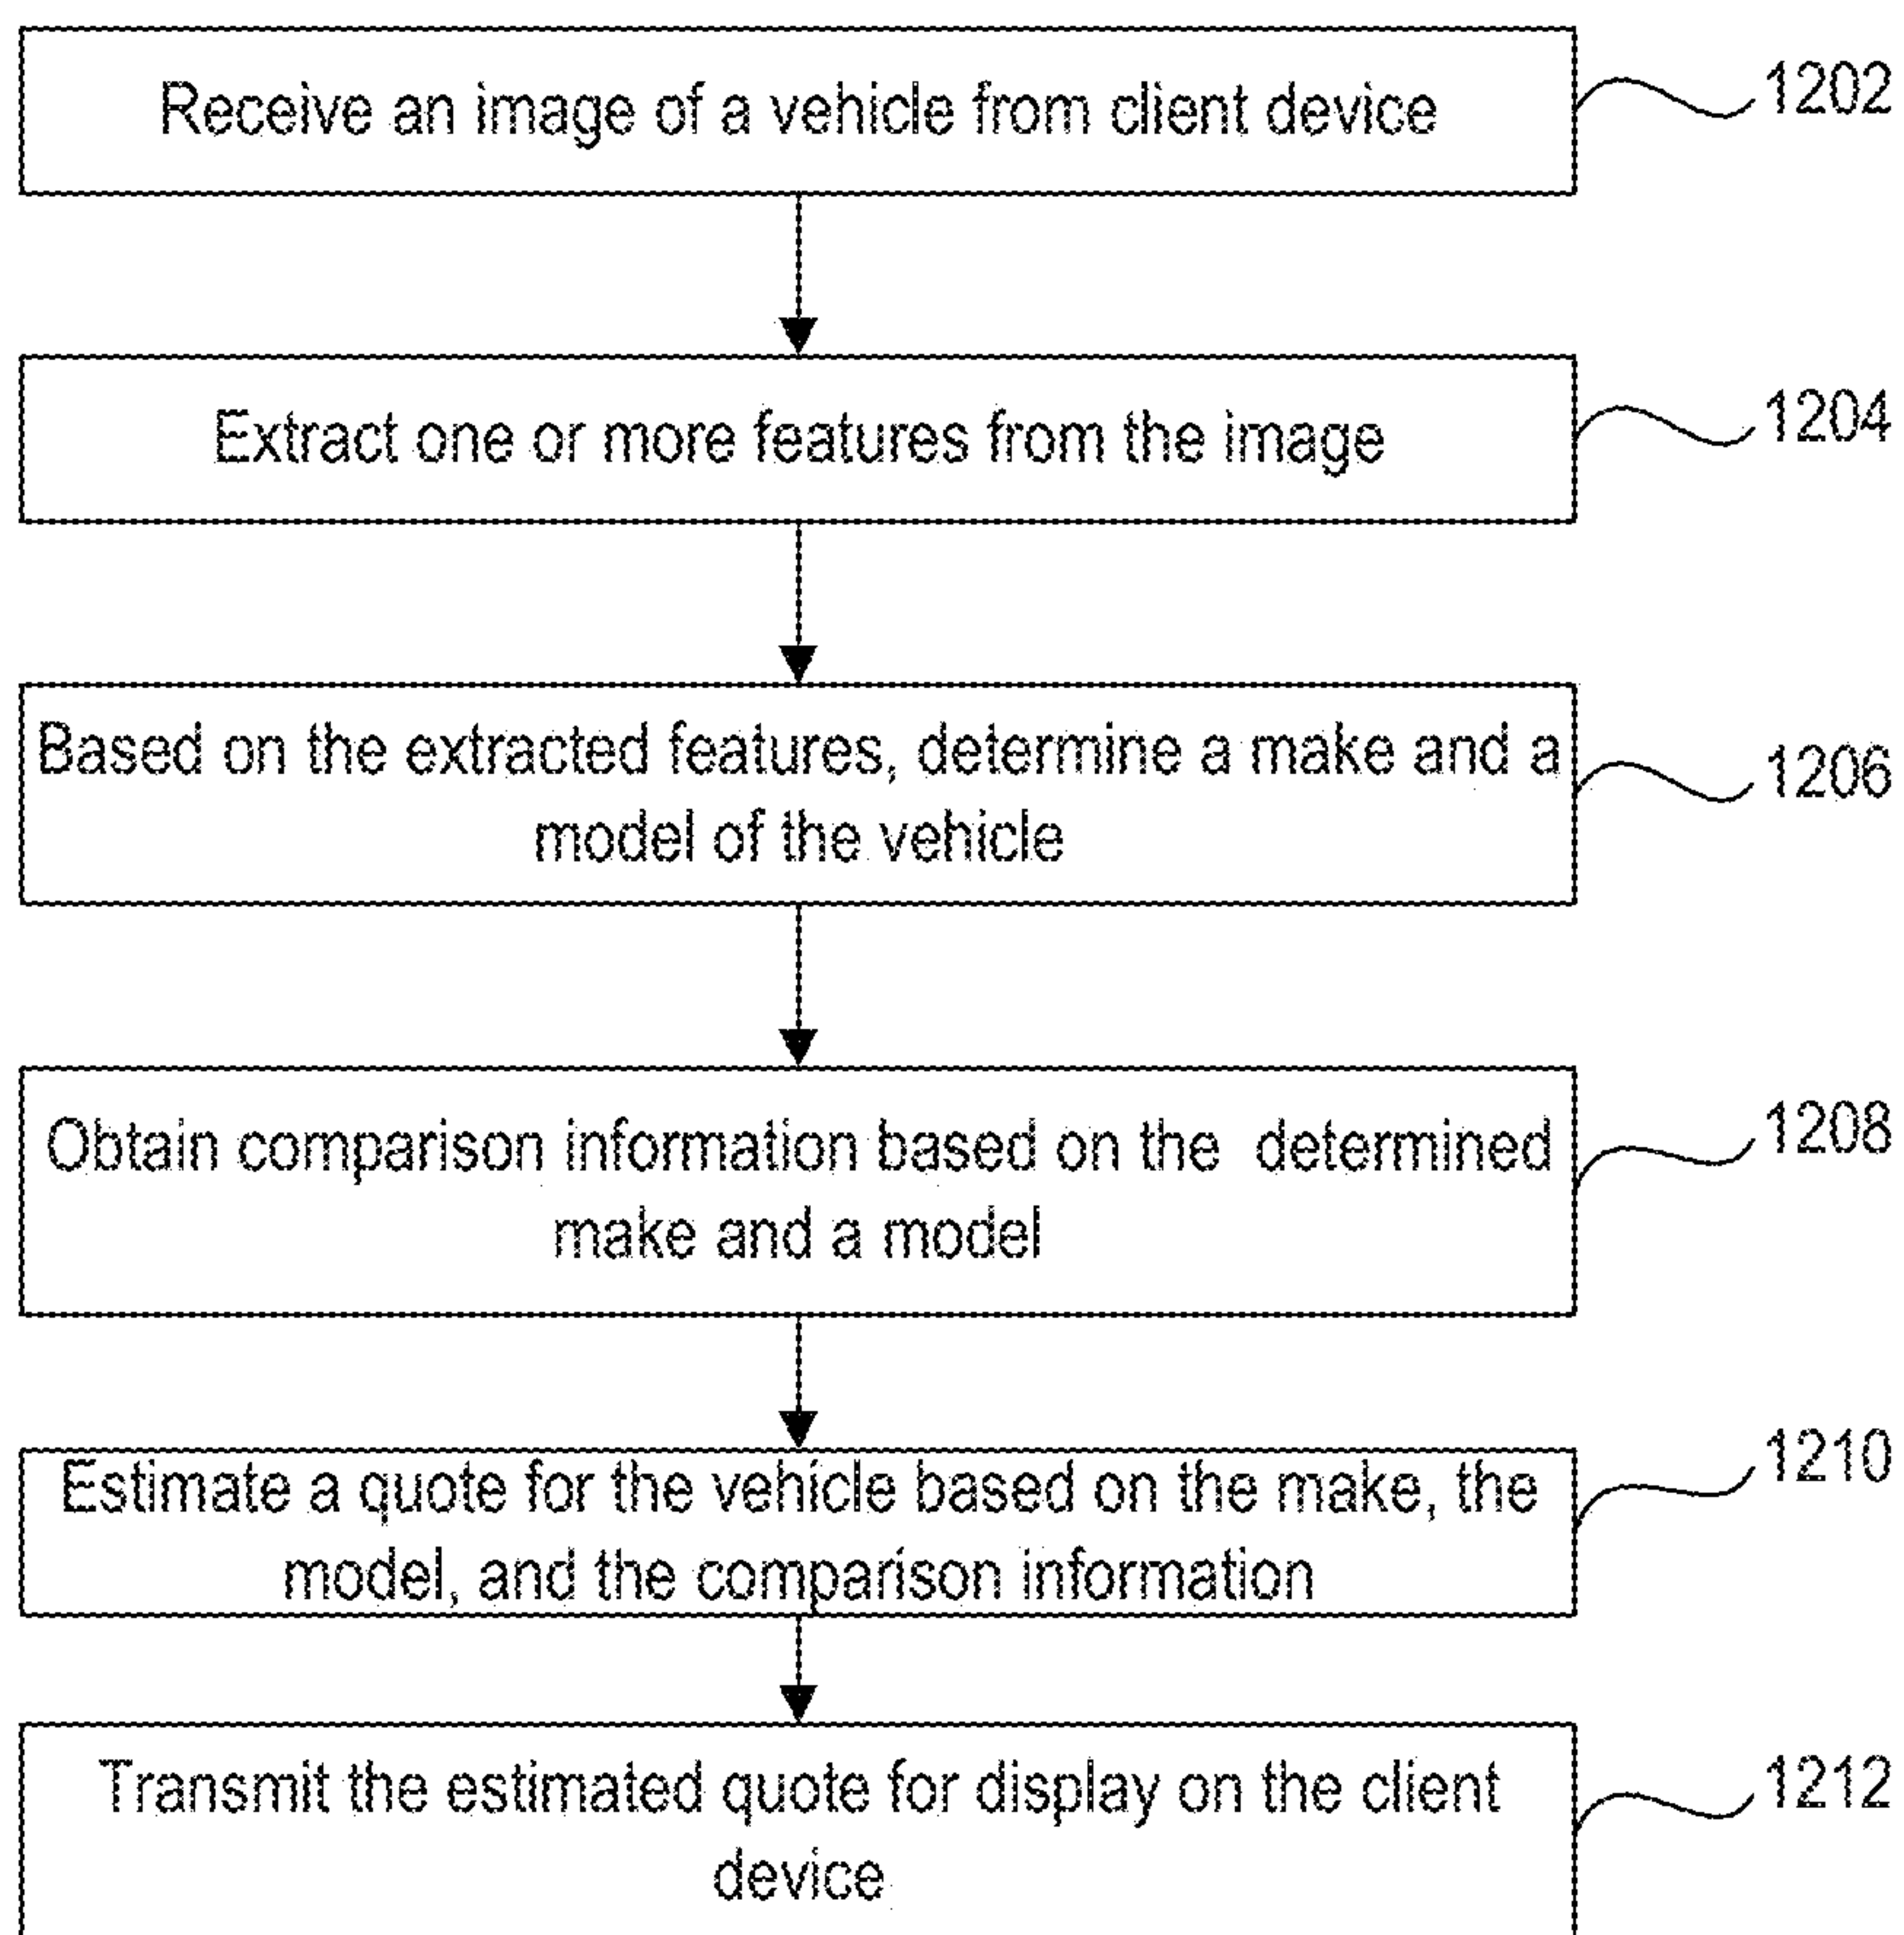 Receive an image of a vehicle from client device
1202
Extract one or more features from the image
1204
Based on the extracted features, determine a make and a
model of the vehicle
1206
Obtain comparison information based on the determined
make and a model
1208
Estimate a quote for the vehicle based on the make, the
model, and the comparison information
1210
Transmit the estimated quote for display on the client
device
1212